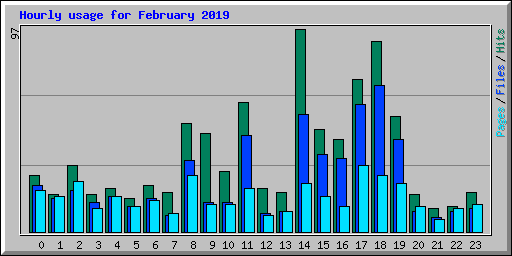 Hourly usage for February 2019
97
Pages / Files / Hits
0 1 2 3 4 5 6 7 8 9 10 11 12 13 14 15 16 17 18 19 20 21 22 23